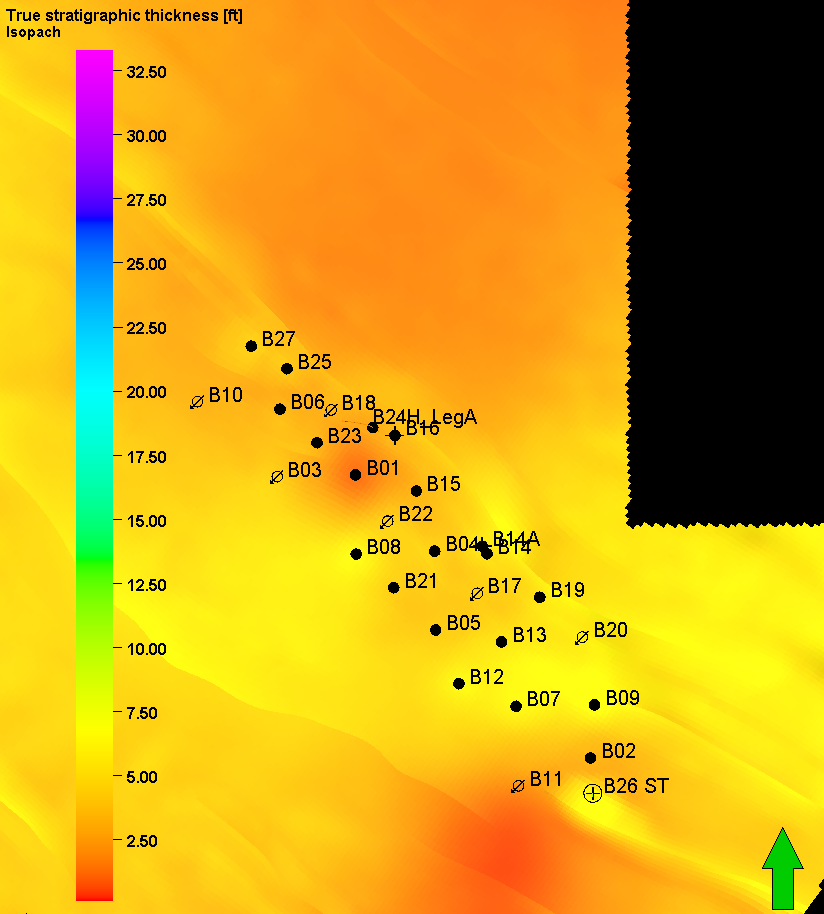 True stratigraphic thickness [ft]
Isopach
32.50
30.00
27.50
25.00
22.50
20.00
17.50
15.00
12.50
10.00
7.50
5.00
2.50
B27
B25
B10
B06
B18
B24H_LegA
B16
B23
B03
B01
B15
B22
B14A
B04
B14
B08
B21
B17
B19
B05
B13
B20
B12
B07
B09
B02
B11
B26 ST